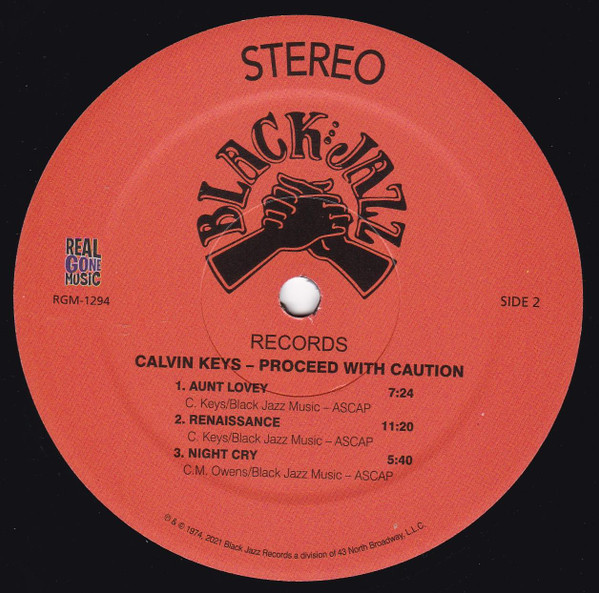 STEREO
BLACK JAZZ
REAL
GONE
MUSIC
RGM-1294
SIDE 2
RECORDS
CALVIN KEYS – PROCEED WITH CAUTION
1. AUNT LOVEY 7:24
C. Keys/Black Jazz Music – ASCAP
2. RENAISSANCE 11:20
C. Keys/Black Jazz Music – ASCAP
3. NIGHT CRY 5:40
C.M. Owens/Black Jazz Music – ASCAP
℗ & © 1974, 2021 Black Jazz Records a division of 43 North Broadway, L.L.C.